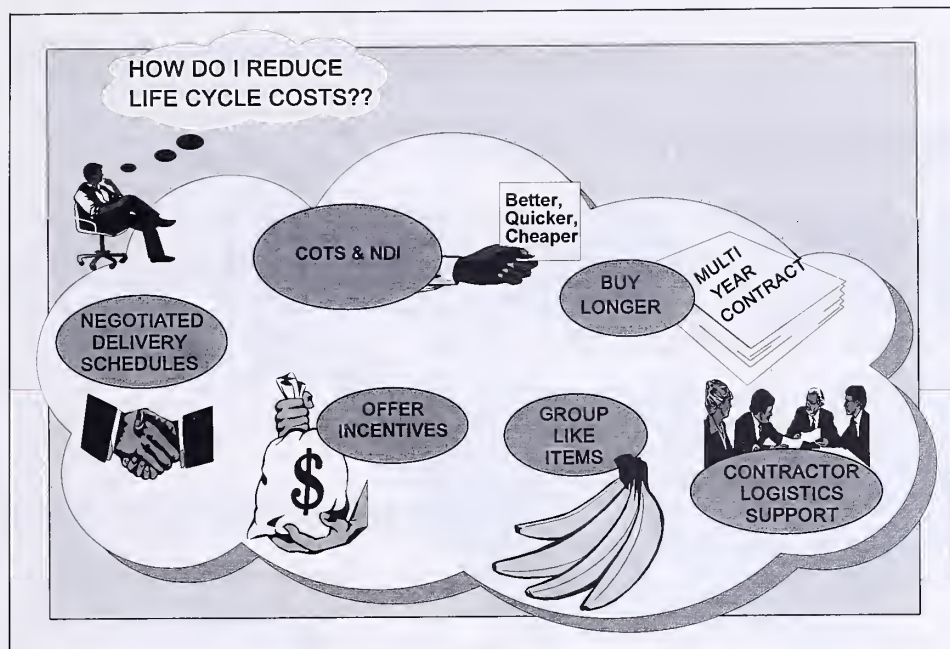 HOW DO I REDUCE
LIFE CYCLE COSTS??
COTS & NDI
Better,
Quicker,
Cheaper
BUY
LONGER
MULTI
YEAR
CONTRACT
NEGOTIATED
DELIVERY
SCHEDULES
OFFER
INCENTIVES
$
GROUP
LIKE
ITEMS
CONTRACTOR
LOGISTICS
SUPPORT